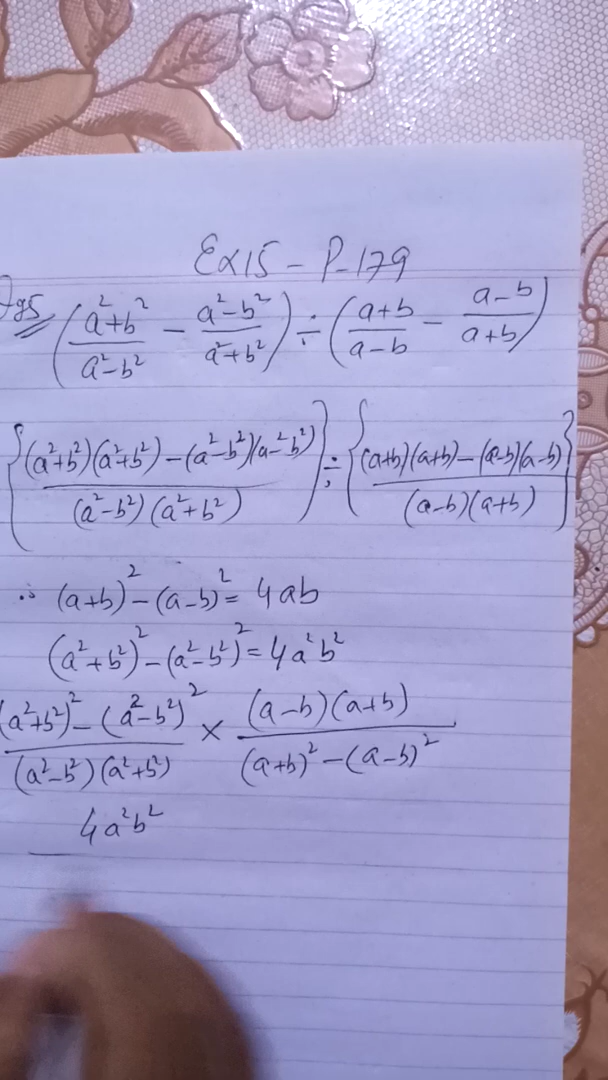 Ex15 - P-179
(a²+b²/a²-b² - a²-b²/a²+b²) ÷ (a+b/a-b - a-b/a+b)
{(a²+b²)(a²+b²)-(a²-b²)(a²-b²)/(a²-b²)(a²+b²)} ÷ {(a+b)(a+b)-(a-b)(a-b)/(a-b)(a+b)}
∵ (a+b)²-(a-b)²=4ab
(a²+b²)²-(a²-b²)²=4a²b²
(a²+b²)²-(a²-b²)²/(a²-b²)(a²+b²) × (a-b)(a+b)/(a+b)²-(a-b)²
4a²b²